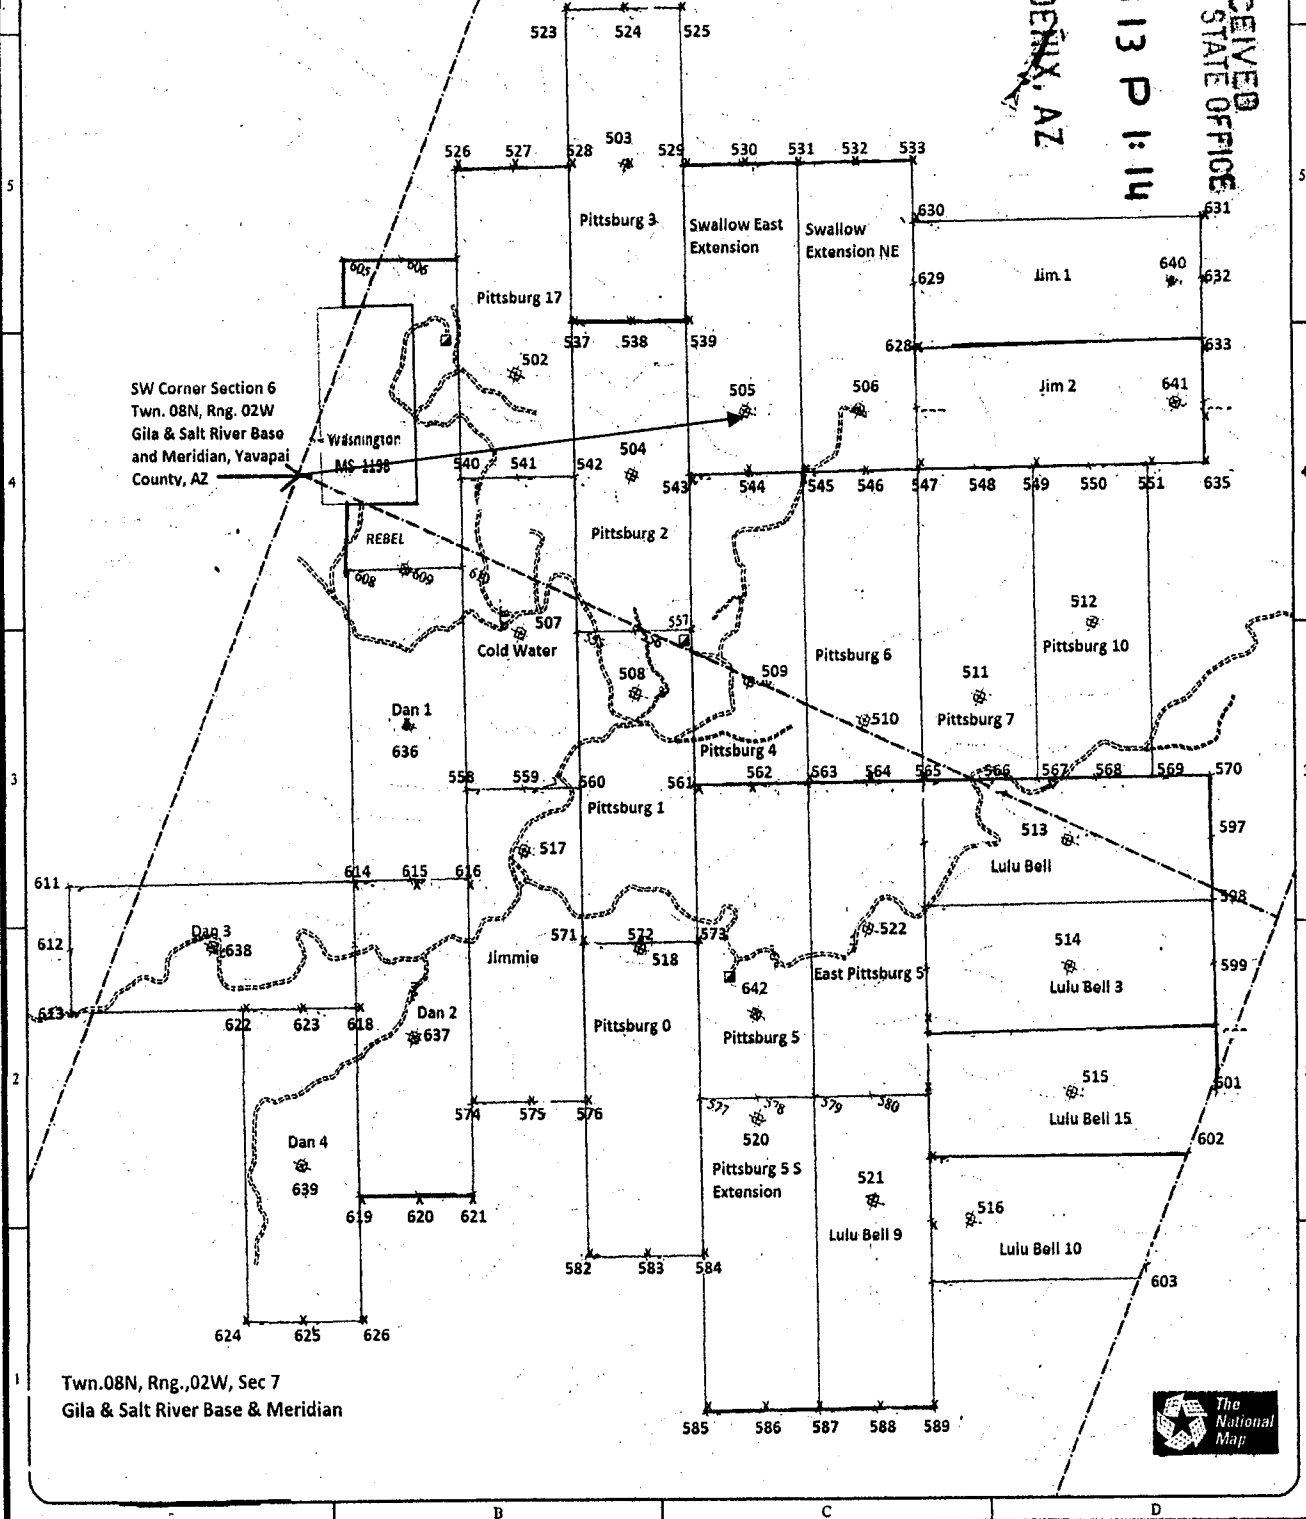 523 524 525
DENIX, AZ
13 P 1:14
CEIVED
STATE OFFICE
503
526 527 528 529 530 531 532 533
5 5
630 631
Pittsburg 3
Swallow East
Extension
Swallow
Extension NE
605 606
629 Jim 1 640 632
Pittsburg 17
537 538 539
628 633
502
SW Corner Section 6
Twn. 08N, Rng. 02W
Gila & Salt River Base
and Meridian, Yavapai
County, AZ
505 506
Jim 2 641
Washington
MS 1198
504
540 541 542
4
543 544 545 546 547 548 549 550 551 635
REBEL
Pittsburg 2
608 609 610
507
557
512
Cold Water
Pittsburg 6
Pittsburg 10
508 509 511
Dan 1
636
510
Pittsburg 7
Pittsburg 4
3
558 559 560 561 562 563 564 565 566 567 568 569 570
Pittsburg 1
513 597
517
Lulu Bell
611 614 615 616
598
Dan 3
638
612
571 572 573
518
522
514
599
Jimmie
642
East Pittsburg 5
Lulu Bell 3
613
622 623 618
Dan 2
637
Pittsburg 0
Pittsburg 5
2
515 601
574 575 576 577 578 579 580
Lulu Bell 15
Dan 4
520
602
639
Pittsburg 5 S
Extension
521
619 620 621
516
Lulu Bell 9
Lulu Bell 10
582 583 584
603
624 625 626
1
Twn.08N, Rng.,02W, Sec 7
Gila & Salt River Base & Meridian
585 586 587 588 589
The
National
Map
B C D